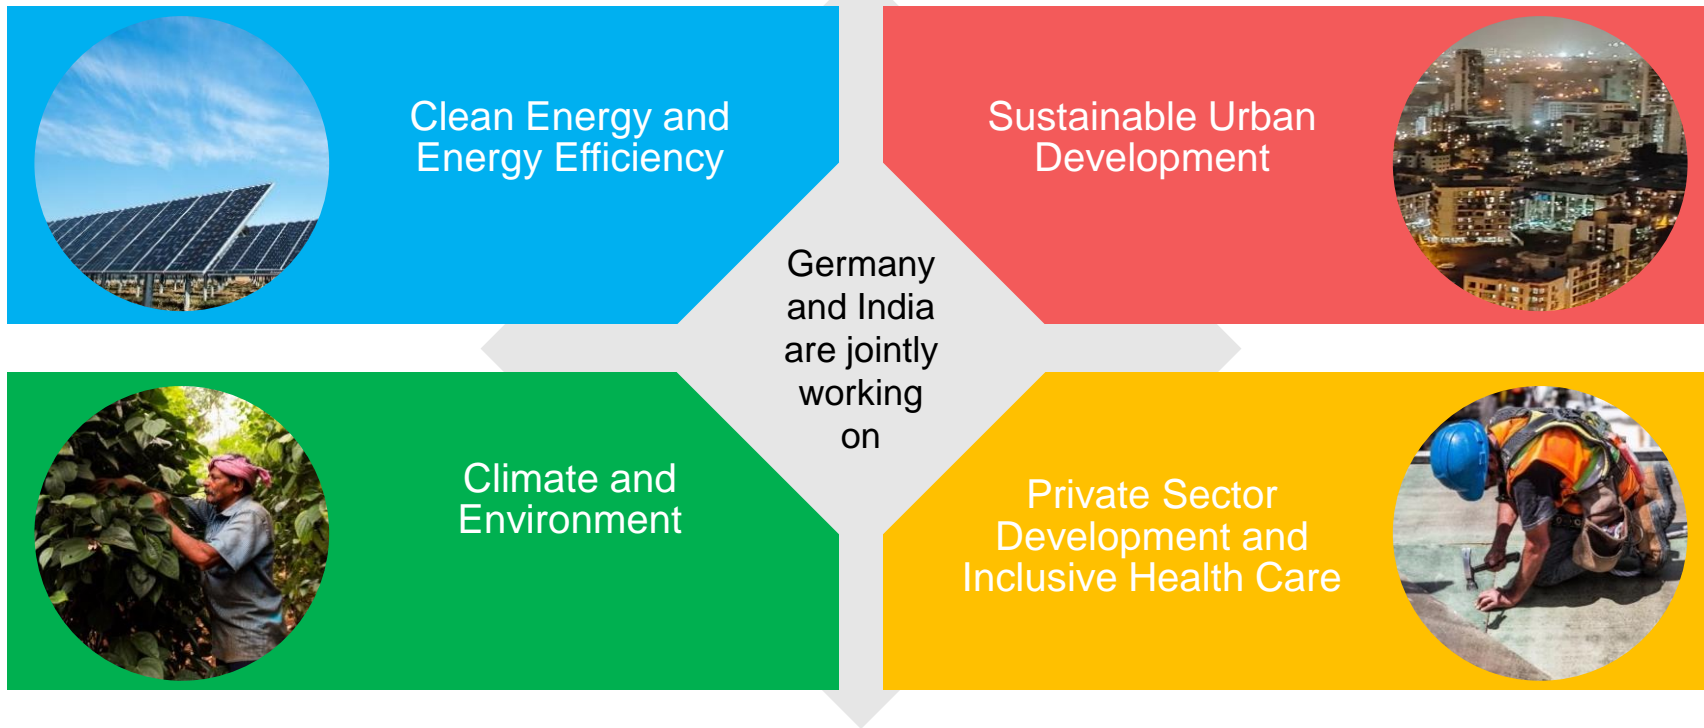 Clean Energy and
Energy Efficiency
Sustainable Urban
Development
Germany
and India
are jointly
working
on
Climate and
Environment
Private Sector
Development and
Inclusive Health Care